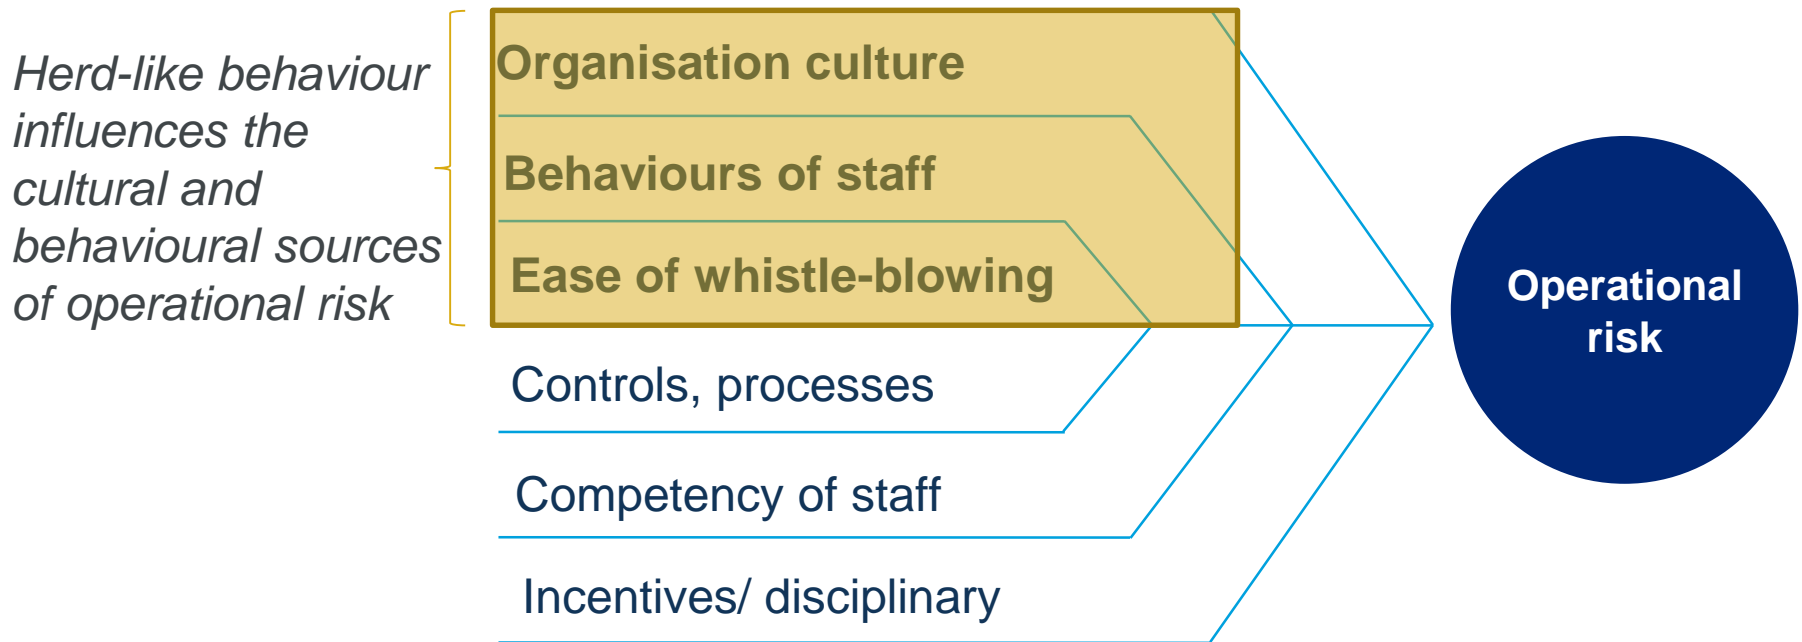 Herd-like behaviour
influences the
cultural and
behavioural sources
of operational risk
Organisation culture
Behaviours of staff
Ease of whistle-blowing
Controls, processes
Competency of staff
Incentives/ disciplinary
Operational
risk